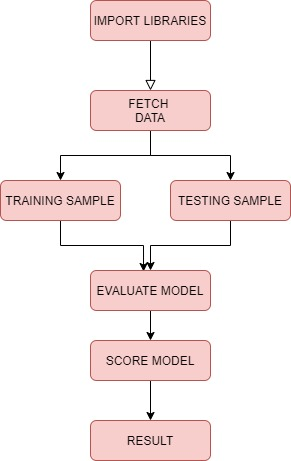 IMPORT LIBRARIES
FETCH
DATA
TRAINING SAMPLE
TESTING SAMPLE
EVALUATE MODEL
SCORE MODEL
RESULT